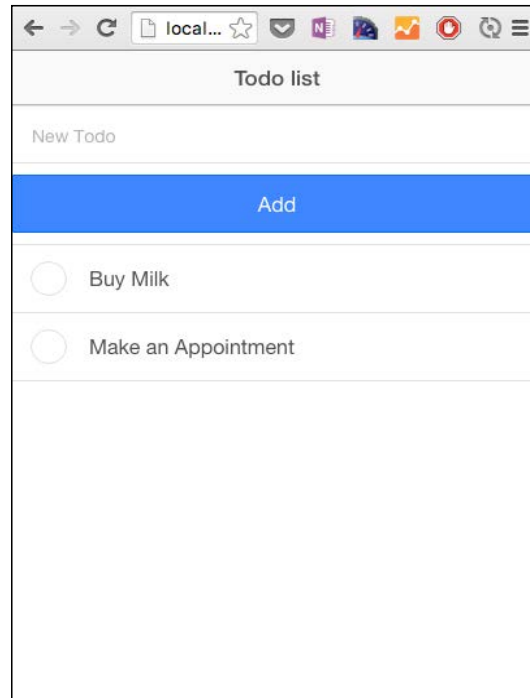 local...
Todo list
New Todo
Add
Buy Milk
Make an Appointment